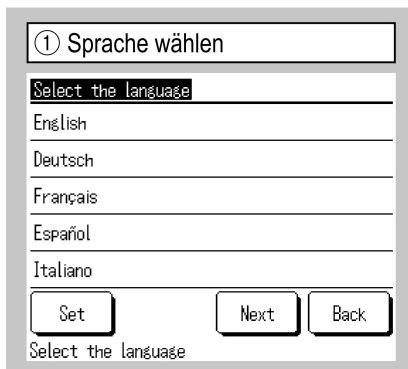 ① Sprache wählen
Select the language
English
Deutsch
Français
Español
Italiano
Set Next Back
Select the language